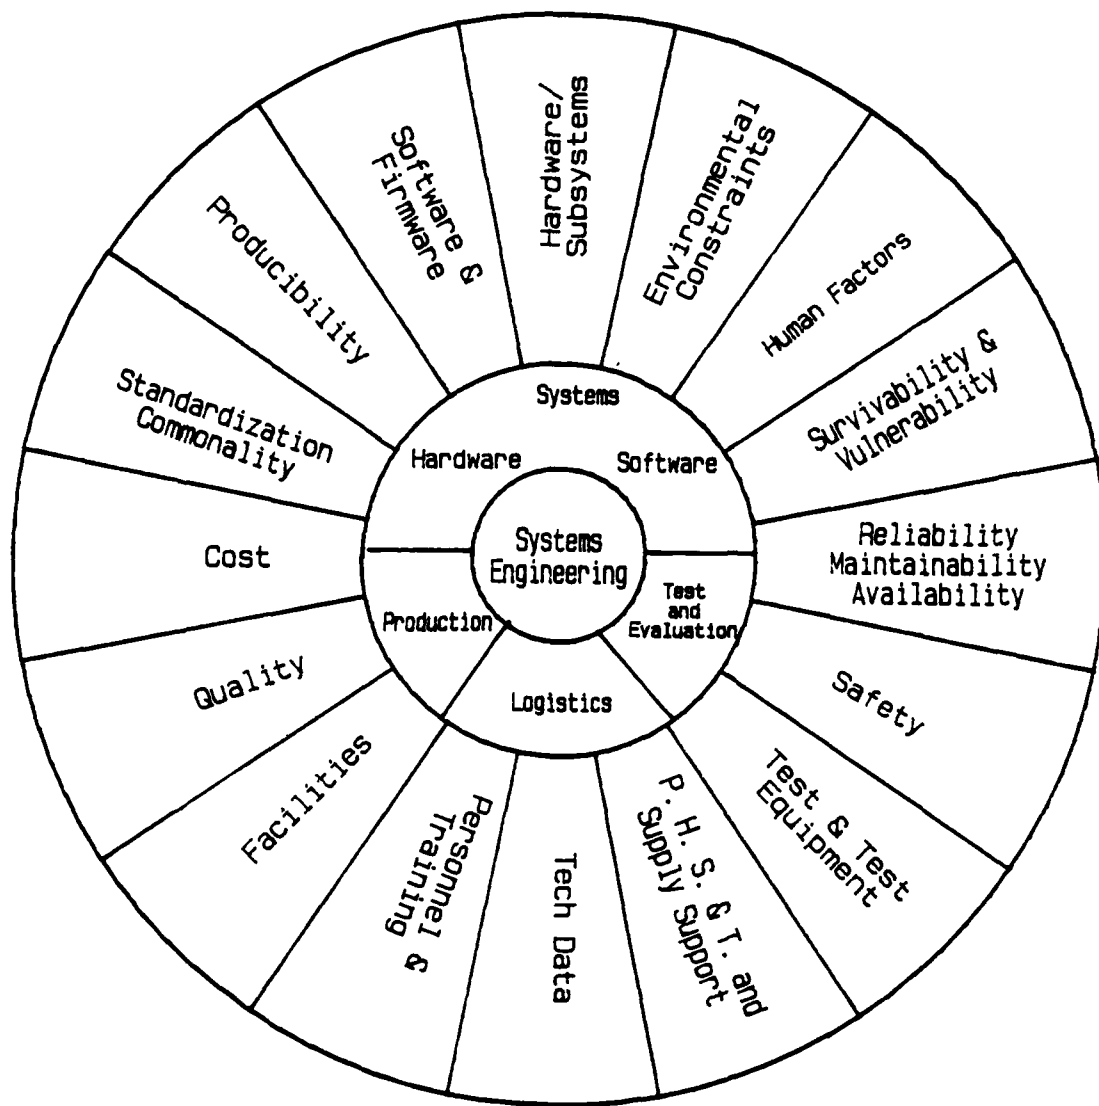 Hardware/
Subsystems
Environmental
Constraints
Human Factors
Survivability &
Vulnerability
Reliability
Maintainability
Availability
Safety
Test & Test
Equipment
P. H. S. & T. and
Supply Support
Tech Data
Personnel &
Training
Facilities
Quality
Cost
Standardization
Commonality
Producibility
Software &
Firmware
Systems
Hardware
Software
Test
and
Evaluation
Logistics
Production
Systems
Engineering